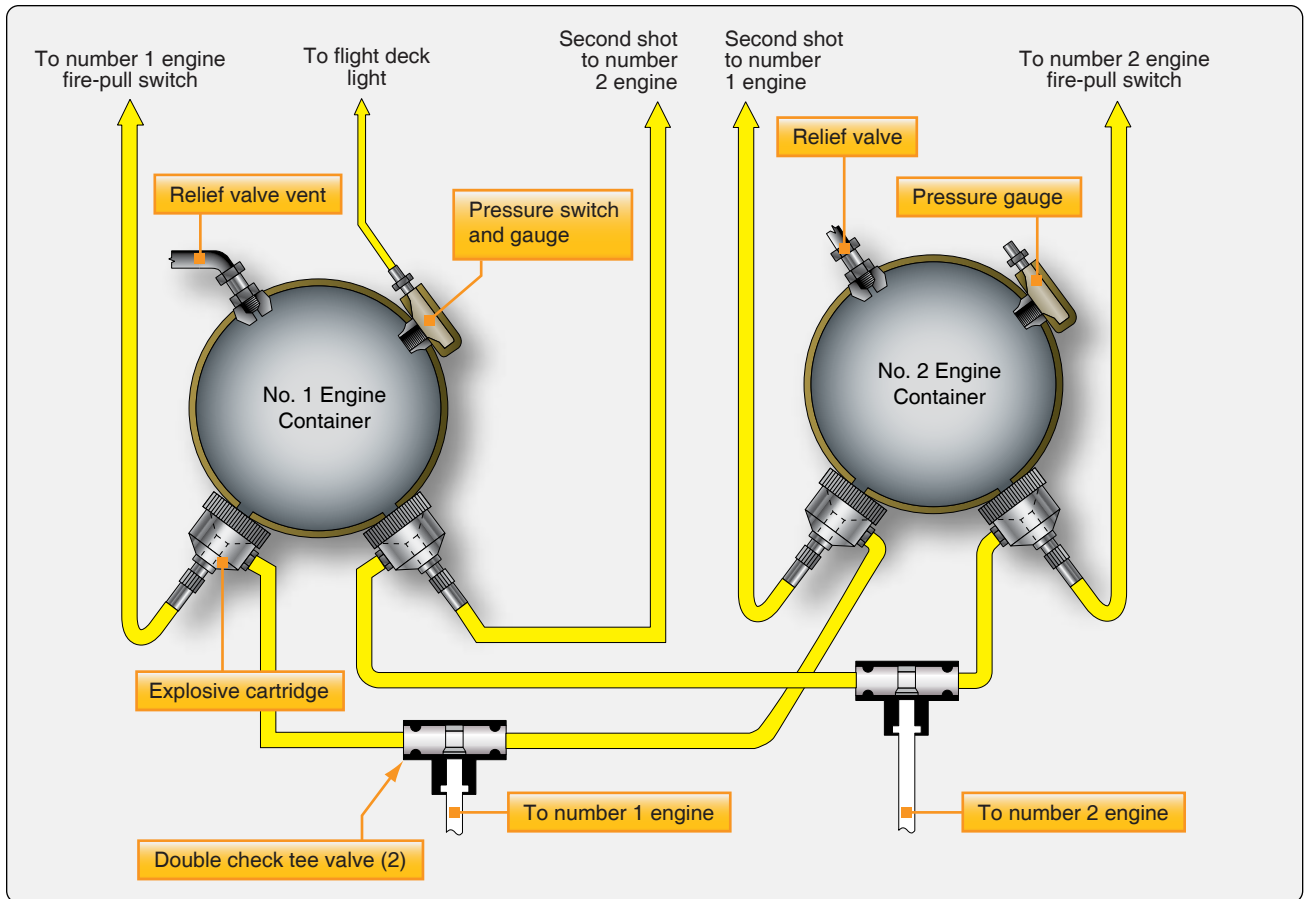 To number 1 engine
fire-pull switch
To flight deck
light
Second shot
to number
2 engine
Second shot
to number
1 engine
To number 2 engine
fire-pull switch
Relief valve vent
Pressure switch
and gauge
Relief valve
Pressure gauge
No. 1 Engine
Container
No. 2 Engine
Container
Explosive cartridge
To number 1 engine
To number 2 engine
Double check tee valve (2)